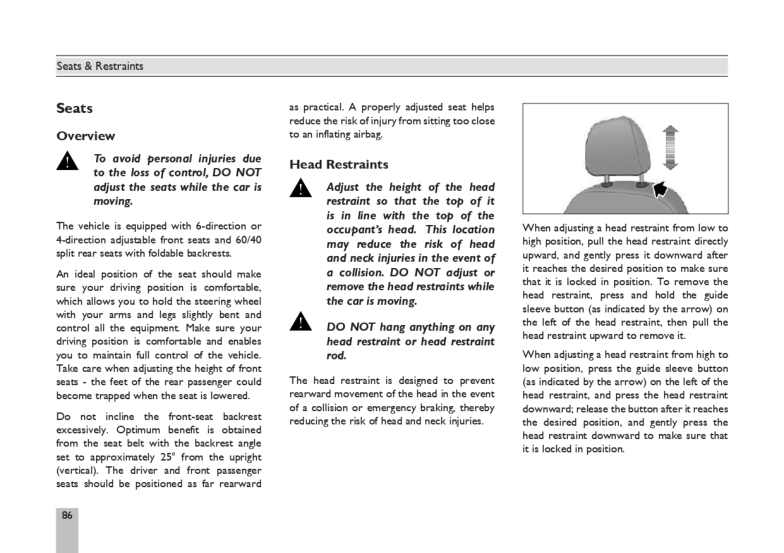 Seats & Restraints
Seats
Overview
To avoid personal injuries due
to the loss of control, DO NOT
adjust the seats while the car is
moving.
The vehicle is equipped with 6-direction or
4-direction adjustable front seats and 60/40
split rear seats with foldable backrests.
An ideal position of the seat should make
sure your driving position is comfortable,
which allows you to hold the steering wheel
with your arms and legs slightly bent and
control all the equipment. Make sure your
driving position is comfortable and enables
you to maintain full control of the vehicle.
Take care when adjusting the height of front
seats - the feet of the rear passenger could
become trapped when the seat is lowered.
Do not incline the front-seat backrest
excessively. Optimum benefit is obtained
from the seat belt with the backrest angle
set to approximately 25° from the upright
(vertical). The driver and front passenger
seats should be positioned as far rearward
as practical. A properly adjusted seat helps
reduce the risk of injury from sitting too close
to an inflating airbag.
Head Restraints
Adjust the height of the head
restraint so that the top of it
is in line with the top of the
occupant's head. This location
may reduce the risk of head
and neck injuries in the event of
a collision. DO NOT adjust or
remove the head restraints while
the car is moving.
DO NOT hang anything on any
head restraint or head restraint
rod.
The head restraint is designed to prevent
rearward movement of the head in the event
of a collision or emergency braking, thereby
reducing the risk of head and neck injuries.
When adjusting a head restraint from low to
high position, pull the head restraint directly
upward, and gently press it downward after
it reaches the desired position to make sure
that it is locked in position. To remove the
head restraint, press and hold the guide
sleeve button (as indicated by the arrow) on
the left of the head restraint, then pull the
head restraint upward to remove it.
When adjusting a head restraint from high to
low position, press the guide sleeve button
(as indicated by the arrow) on the left of the
head restraint, and press the head restraint
downward; release the button after it reaches
the desired position, and gently press the
head restraint downward to make sure that
it is locked in position.
86